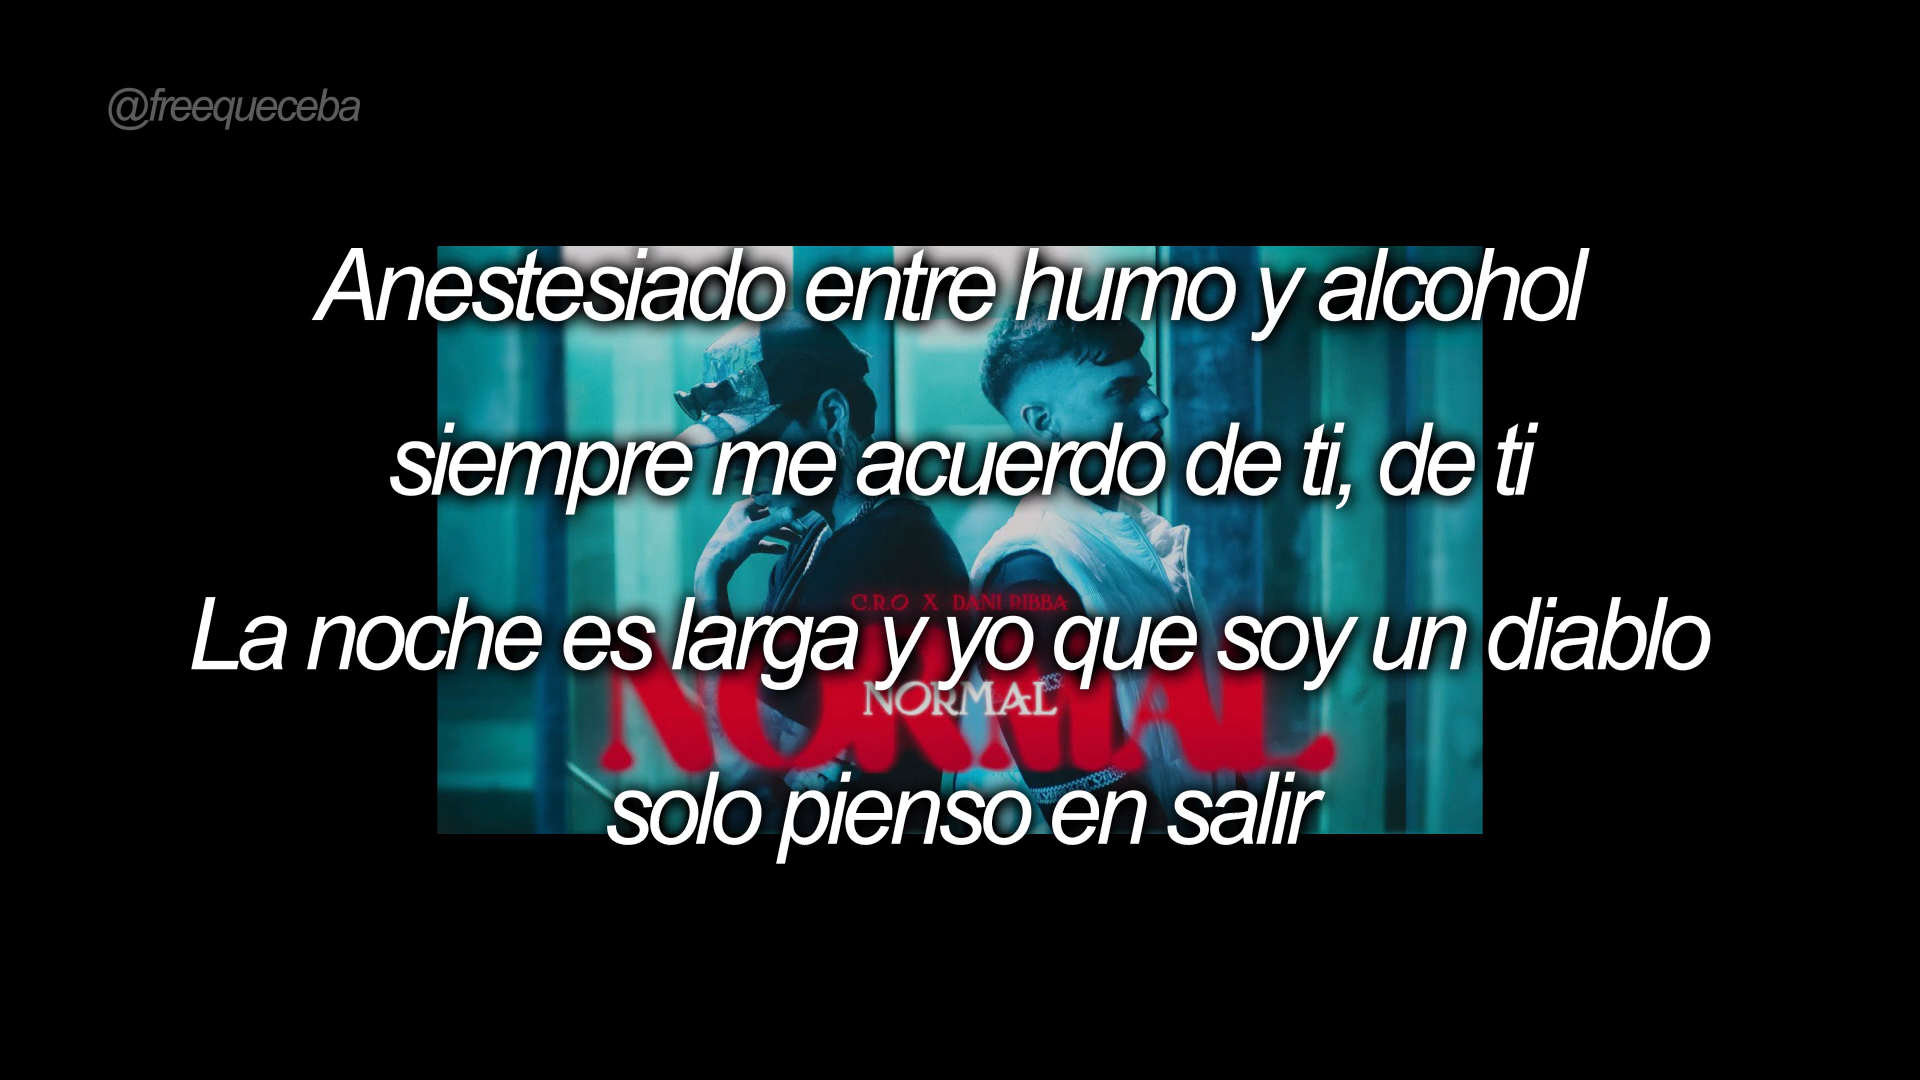 @freequeceba
Anestesiado entre humo y alcohol
siempre me acuerdo de ti, de ti
C.R.O X DANI RIBBA
La noche es larga y yo que soy un diablo
NORMAL
NORMAL
solo pienso en salir